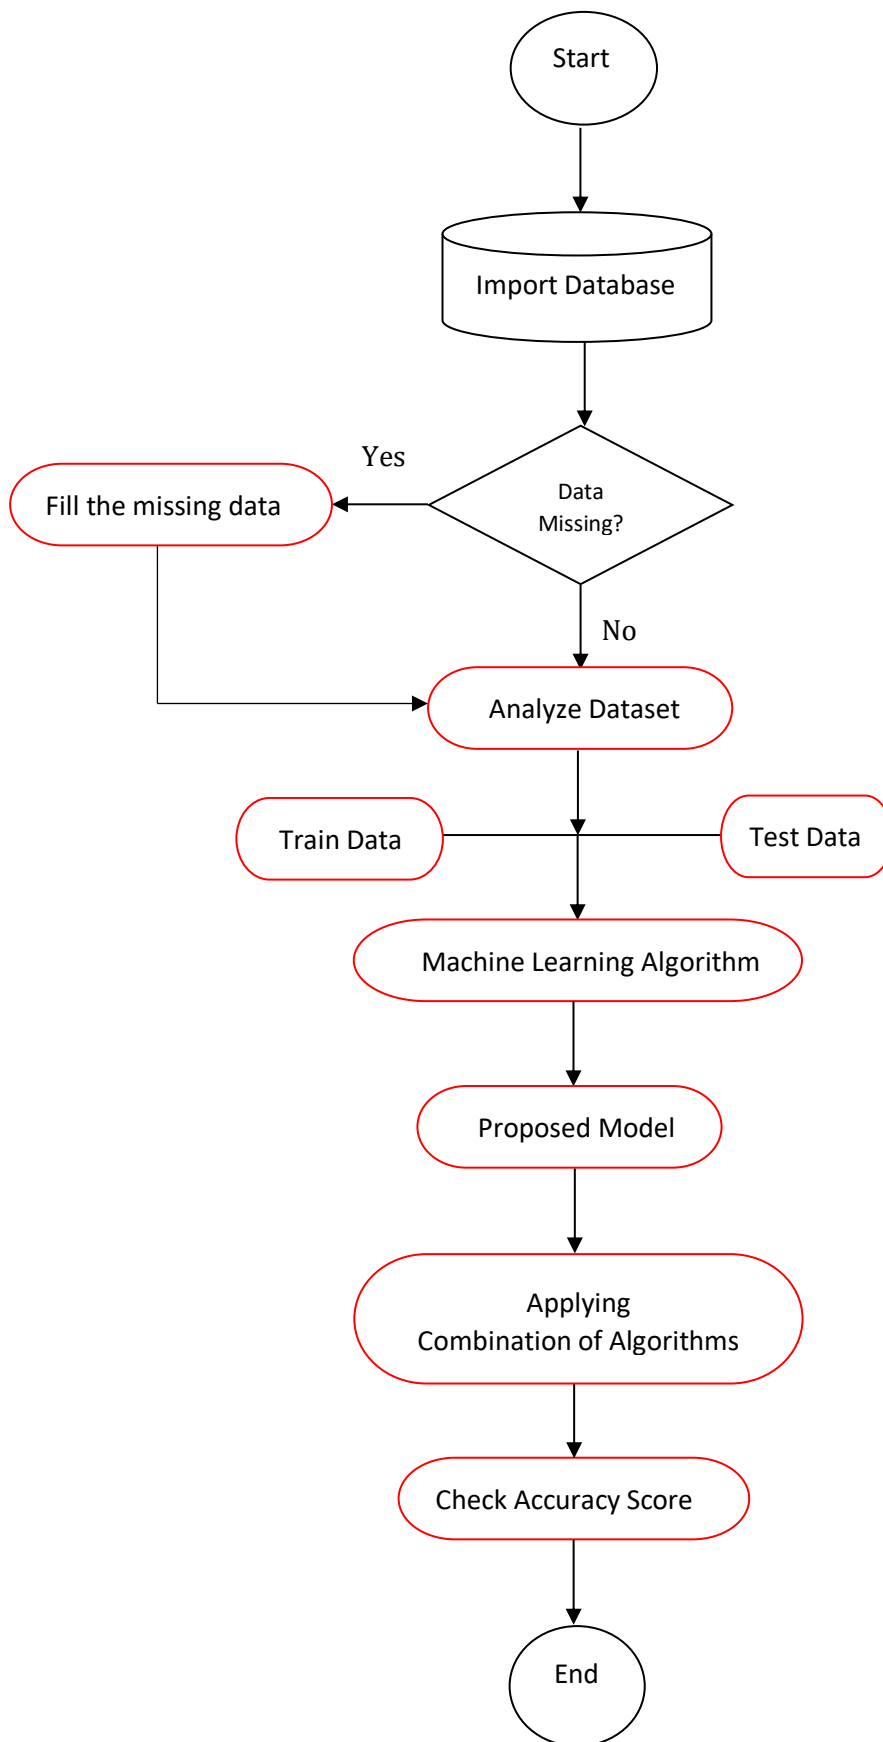 Start
Import Database
Yes
Data
Missing?
Fill the missing data
No
Analyze Dataset
Train Data
Test Data
Machine Learning Algorithm
Proposed Model
Applying
Combination of Algorithms
Check Accuracy Score
End